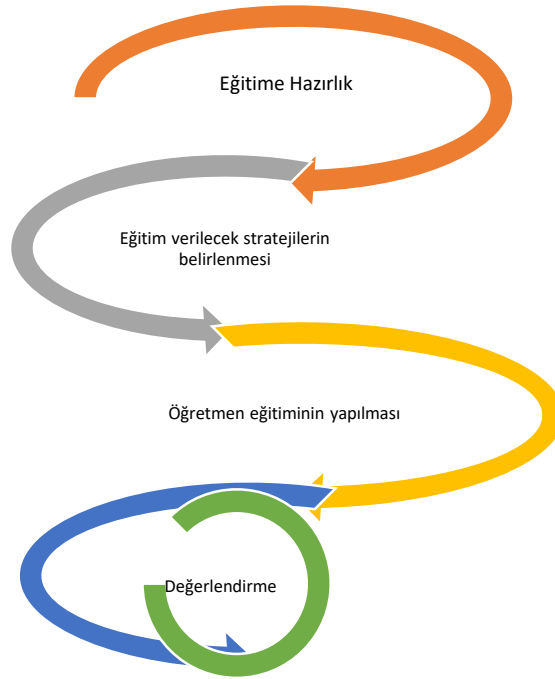 Eğitime Hazırlık
Eğitim verilecek stratejilerin
belirlenmesi
Öğretmen eğitiminin yapılması
Değerlendirme